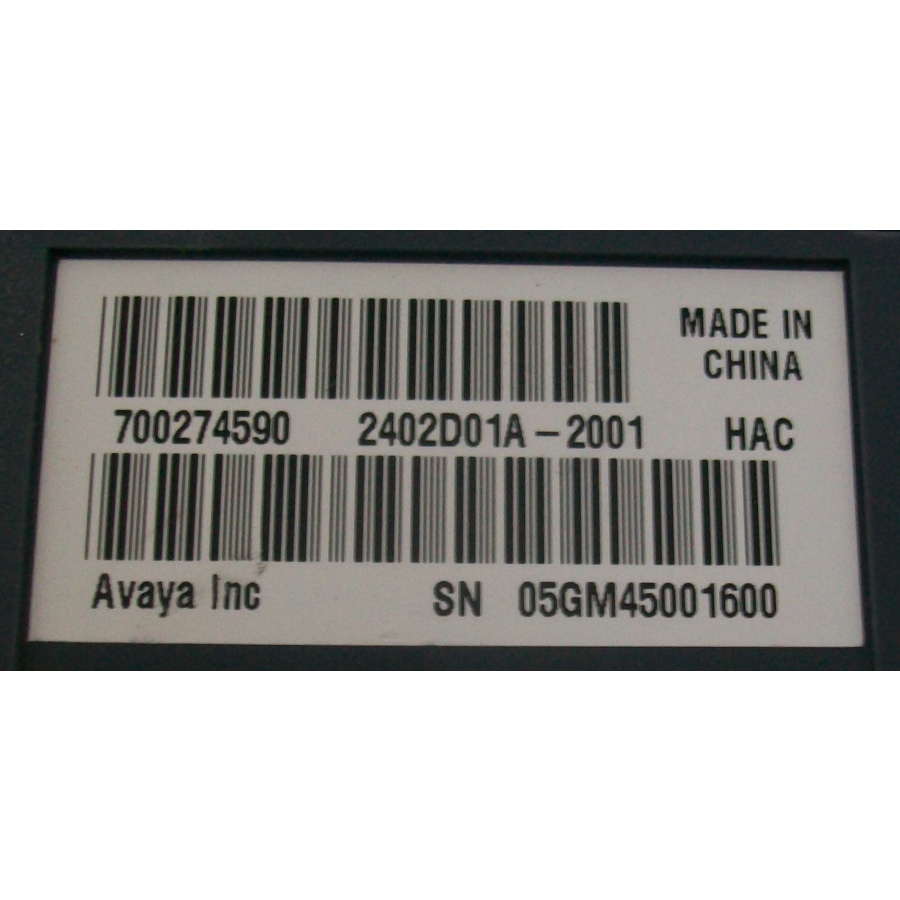 MADE IN
CHINA
700274590 2402D01A – 2001 HAC
Avaya Inc SN 05GM45001600